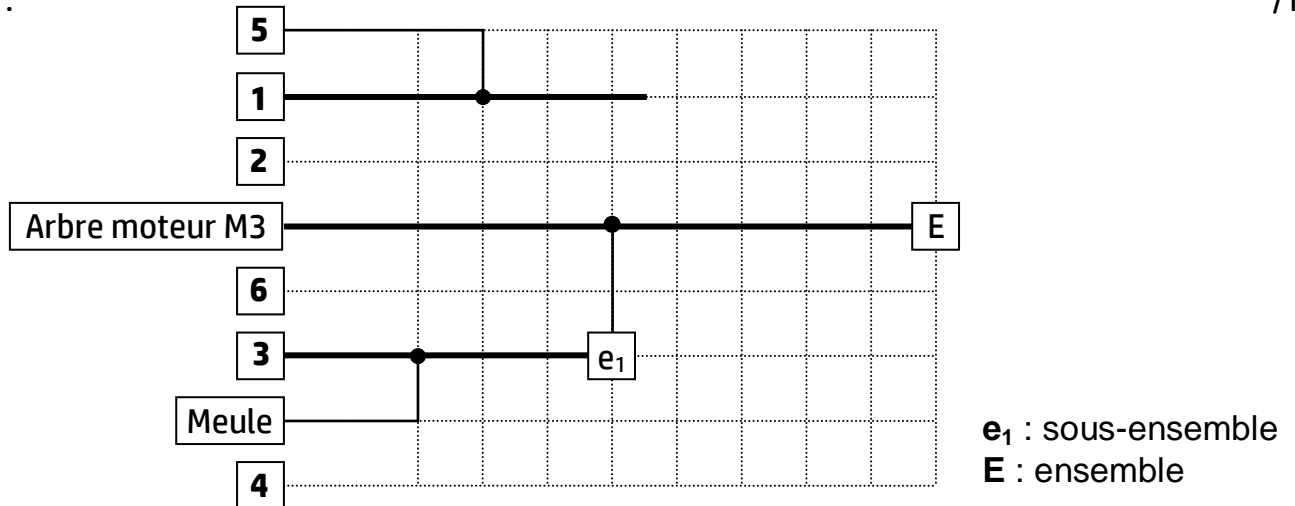 .
5
1
2
Arbre moteur M3
E
6
3
e₁
Meule
4
e₁ : sous-ensemble
E : ensemble